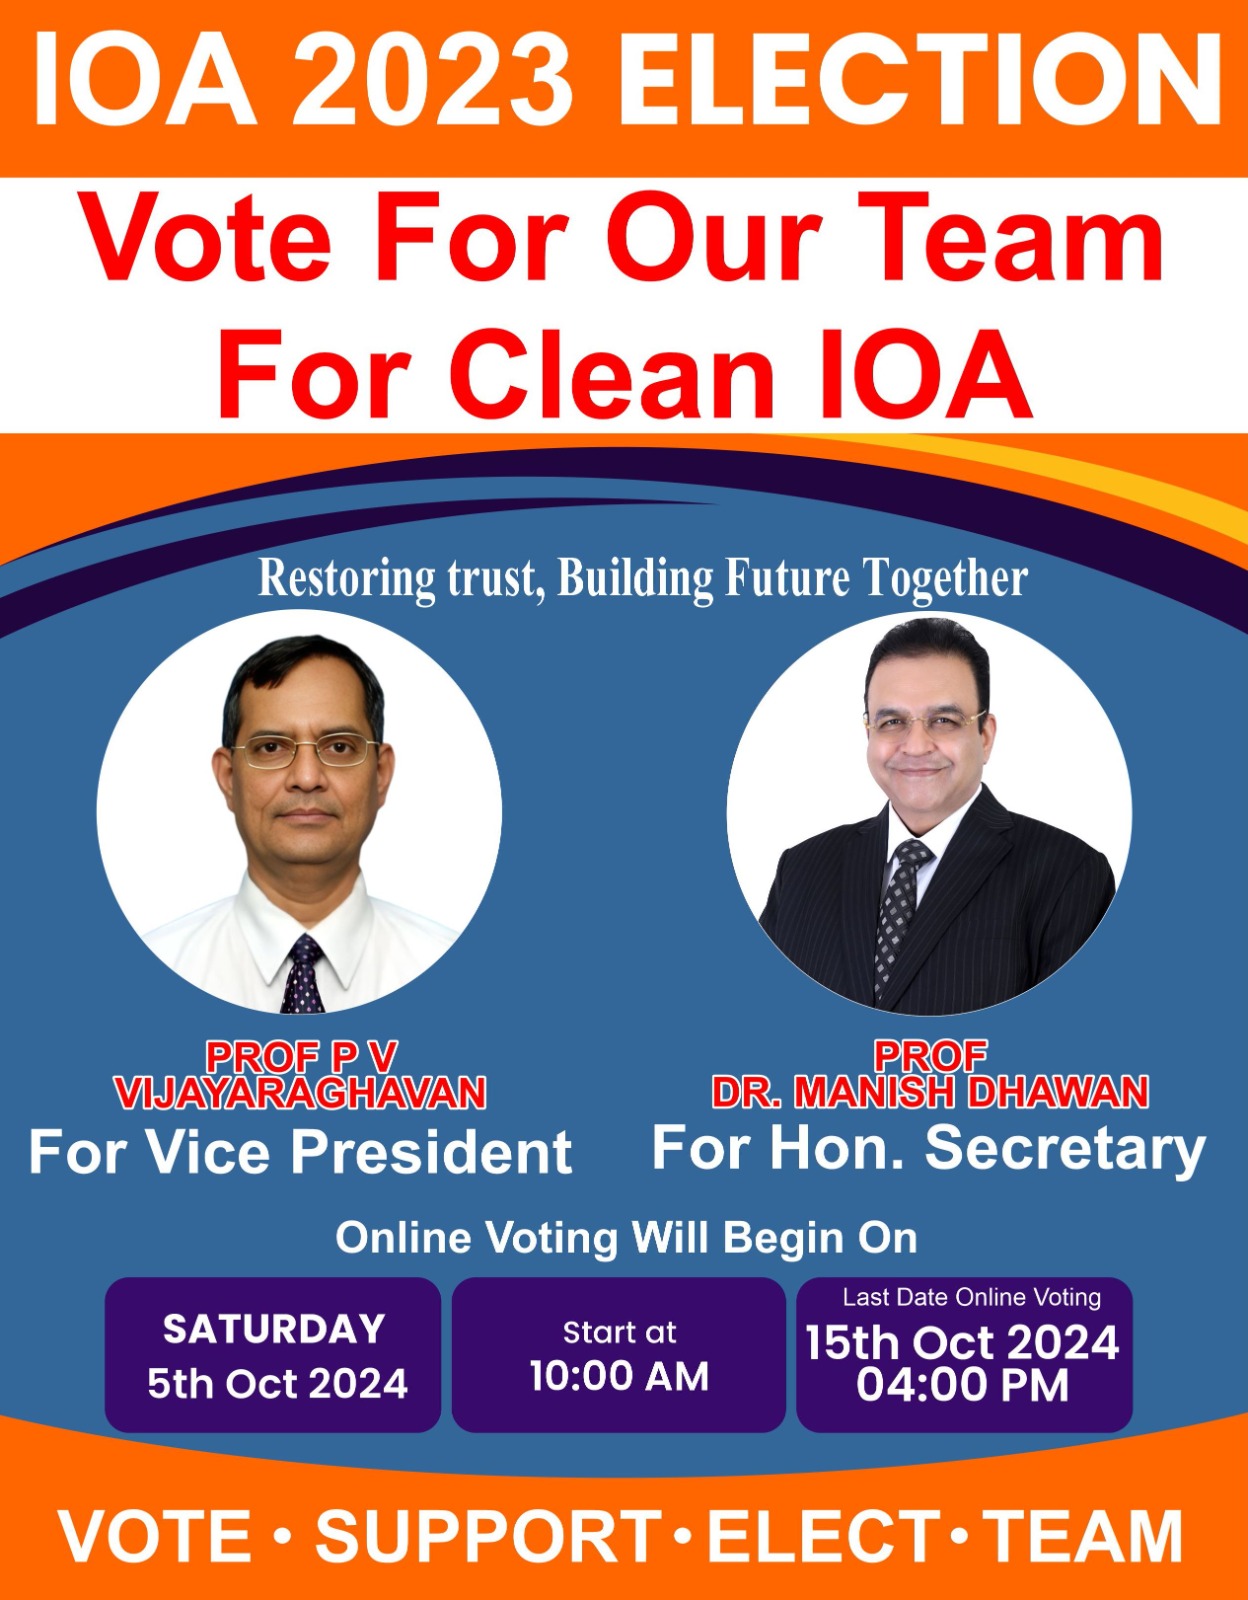 IOA 2023 ELECTION
Vote For Our Team
For Clean IOA
Restoring trust, Building Future Together
PROF P V
VIJAYARAGHAVAN
For Vice President
PROF
DR. MANISH DHAWAN
For Hon. Secretary
Online Voting Will Begin On
SATURDAY
5th Oct 2024
Start at
10:00 AM
Last Date Online Voting
15th Oct 2024
04:00 PM
VOTE • SUPPORT • ELECT • TEAM